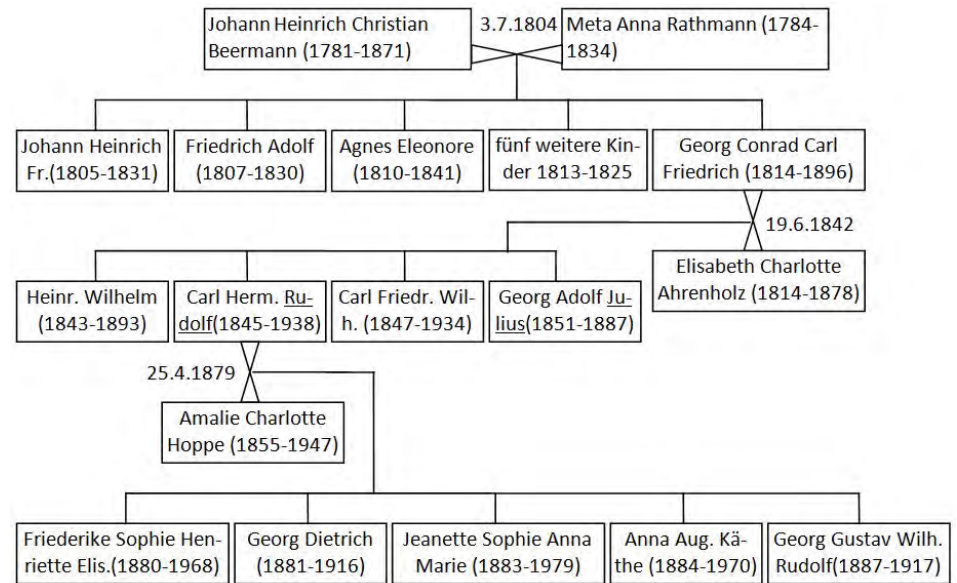 Johann Heinrich Christian
Beermann (1781-1871)
3.7.1804
Meta Anna Rathmann (1784-
1834)
Johann Heinrich
Fr.(1805-1831)
Friedrich Adolf
(1807-1830)
Agnes Eleonore
(1810-1841)
fünf weitere Kin-
der 1813-1825
Georg Conrad Carl
Friedrich (1814-1896)
19.6.1842
Elisabeth Charlotte
Ahrenholz (1814-1878)
Heinr. Wilhelm
(1843-1893)
Carl Herm. Ru-
dolf(1845-1938)
Carl Friedr. Wil-
h. (1847-1934)
Georg Adolf Ju-
lius(1851-1887)
25.4.1879
Amalie Charlotte
Hoppe (1855-1947)
Friederike Sophie Hen-
riette Elis.(1880-1968)
Georg Dietrich
(1881-1916)
Jeanette Sophie Anna
Marie (1883-1979)
Anna Aug. Kä-
the (1884-1970)
Georg Gustav Wilh.
Rudolf(1887-1917)